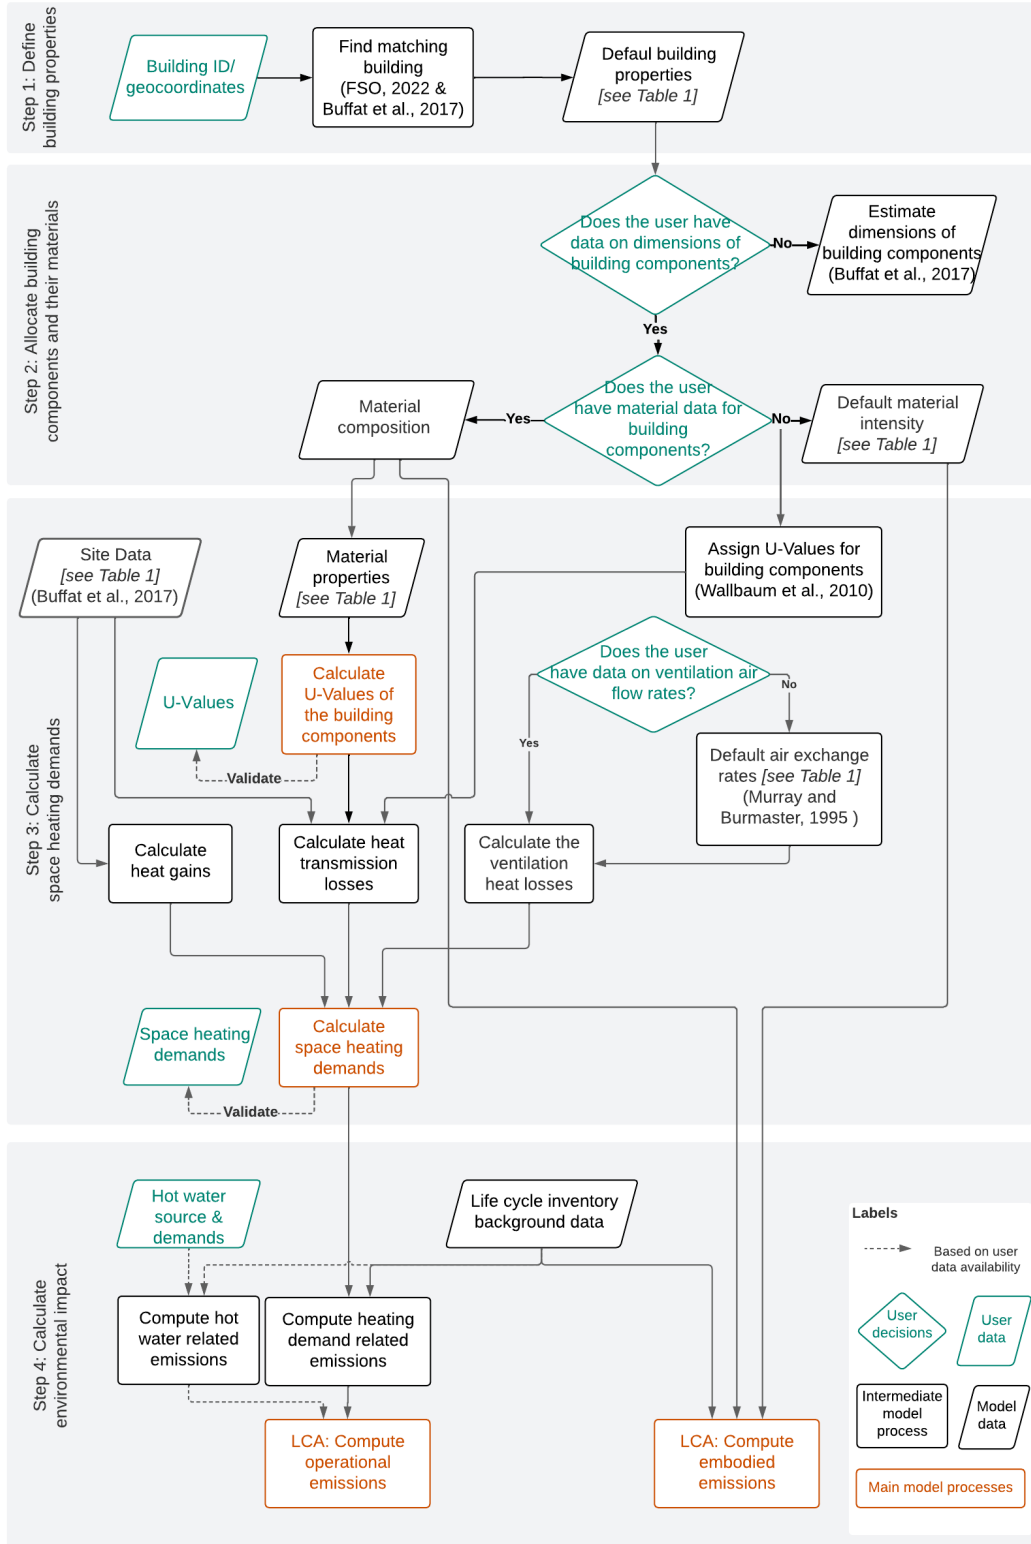 Step 1: Define
building properties
Building ID/
geocoordinates
Find matching
building
(FSO, 2022 &
Buffat et al., 2017)
Defaul building
properties
[see Table 1]
Step 2: Allocate building
components and their materials
Does the user have
data on dimensions of
building components?
No
Estimate
dimensions of
building components
(Buffat et al., 2017)
Yes
Does the user
have material data for
building
components?
Yes
No
Material
composition
Default material
intensity
[see Table 1]
Step 3: Calculate
space heating demands
Site Data
[see Table 1]
(Buffat et al., 2017)
Material
properties
[see Table 1]
Assign U-Values for
building components
(Wallbaum et al., 2010)
U-Values
Calculate
U-Values of
the building
components
Validate
Does the user
have data on ventilation air
flow rates?
No
Yes
Default air exchange
rates [see Table 1]
(Murray and
Burmaster, 1995 )
Calculate
heat gains
Calculate heat
transmission
losses
Calculate the
ventilation
heat losses
Space heating
demands
Calculate
space heating
demands
Validate
Step 4: Calculate
environmental impact
Hot water
source &
demands
Life cycle inventory
background data
Compute hot
water related
emissions
Compute heating
demand related
emissions
LCA: Compute
operational
emissions
LCA: Compute
embodied
emissions
Labels
Based on user
data availability
User
decisions
User
data
Intermediate
model
process
Model
data
Main model processes